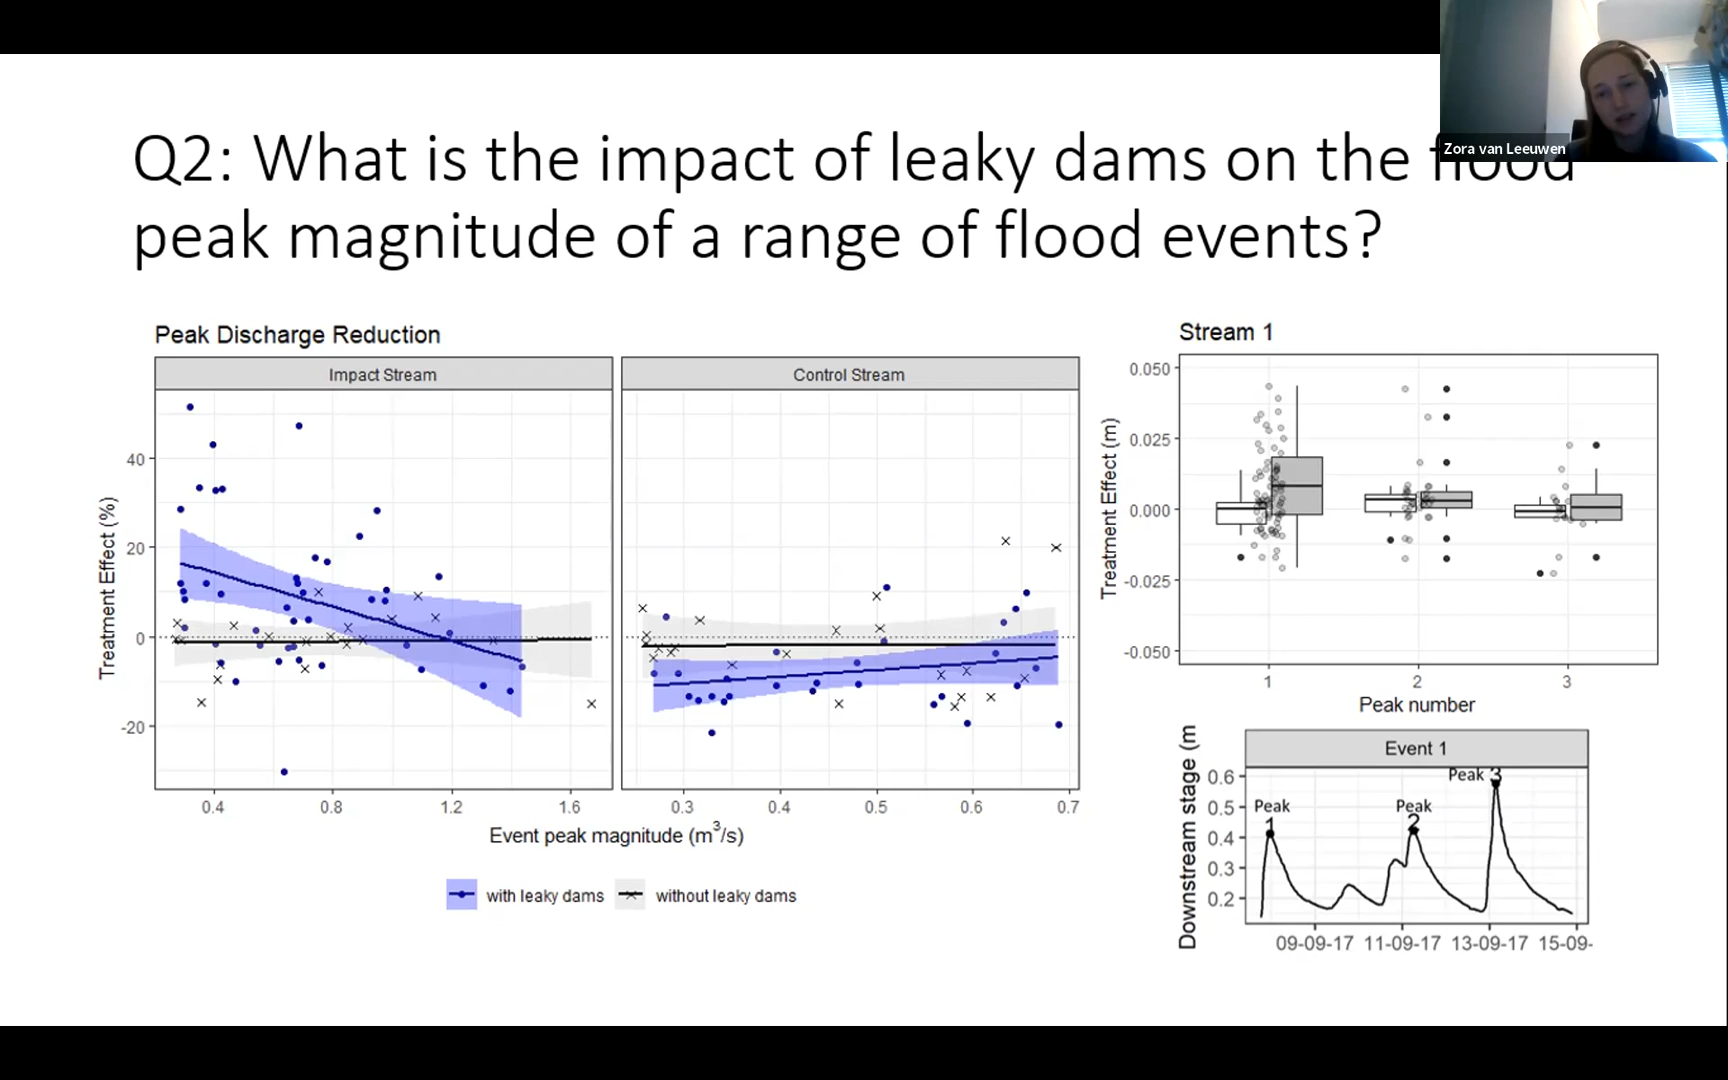 Zora van Leeuwen
Q2: What is the impact of leaky dams on the flood
peak magnitude of a range of flood events?
Peak Discharge Reduction
Impact Stream
Control Stream
Treatment Effect (%)
40
20
0
-20
0.4 0.8 1.2 1.6
0.3 0.4 0.5 0.6 0.7
Event peak magnitude (m³/s)
with leaky dams
without leaky dams
Stream 1
Treatment Effect (m)
0.050
0.025
0.000
-0.025
-0.050
1 2 3
Peak number
Event 1
Downstream stage (m
0.6
0.5
0.4
0.3
0.2
Peak
1
Peak
2
Peak 3
09-09-17 11-09-17 13-09-17 15-09-